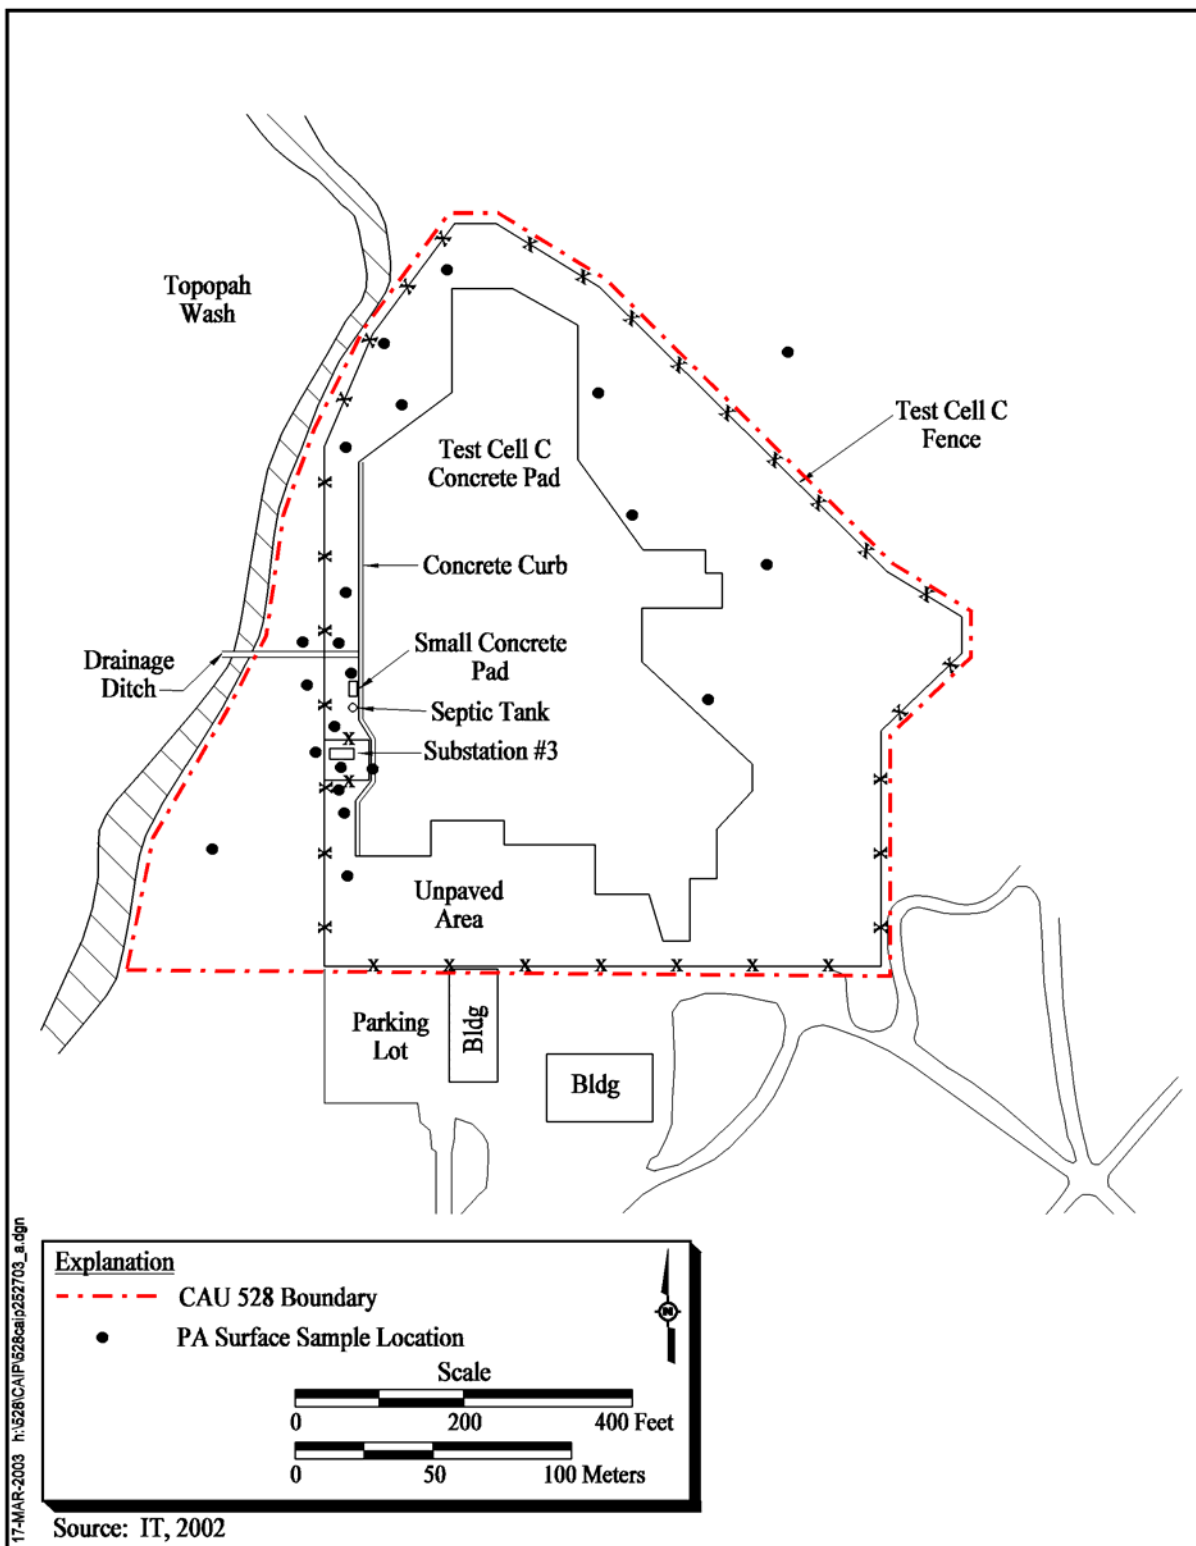 Topopah
Wash
Test Cell C
Fence
Test Cell C
Concrete Pad
Concrete Curb
Small Concrete
Pad
Drainage
Ditch
Septic Tank
Substation #3
Unpaved
Area
Parking
Lot
Bldg
Bldg
X X X X X X X
Explanation
CAU 528 Boundary
PA Surface Sample Location
N
Scale
0 200 400 Feet
0 50 100 Meters
17-MAR-2003 h:\528\CAIP\528caip252703_a.dgn
Source: IT, 2002